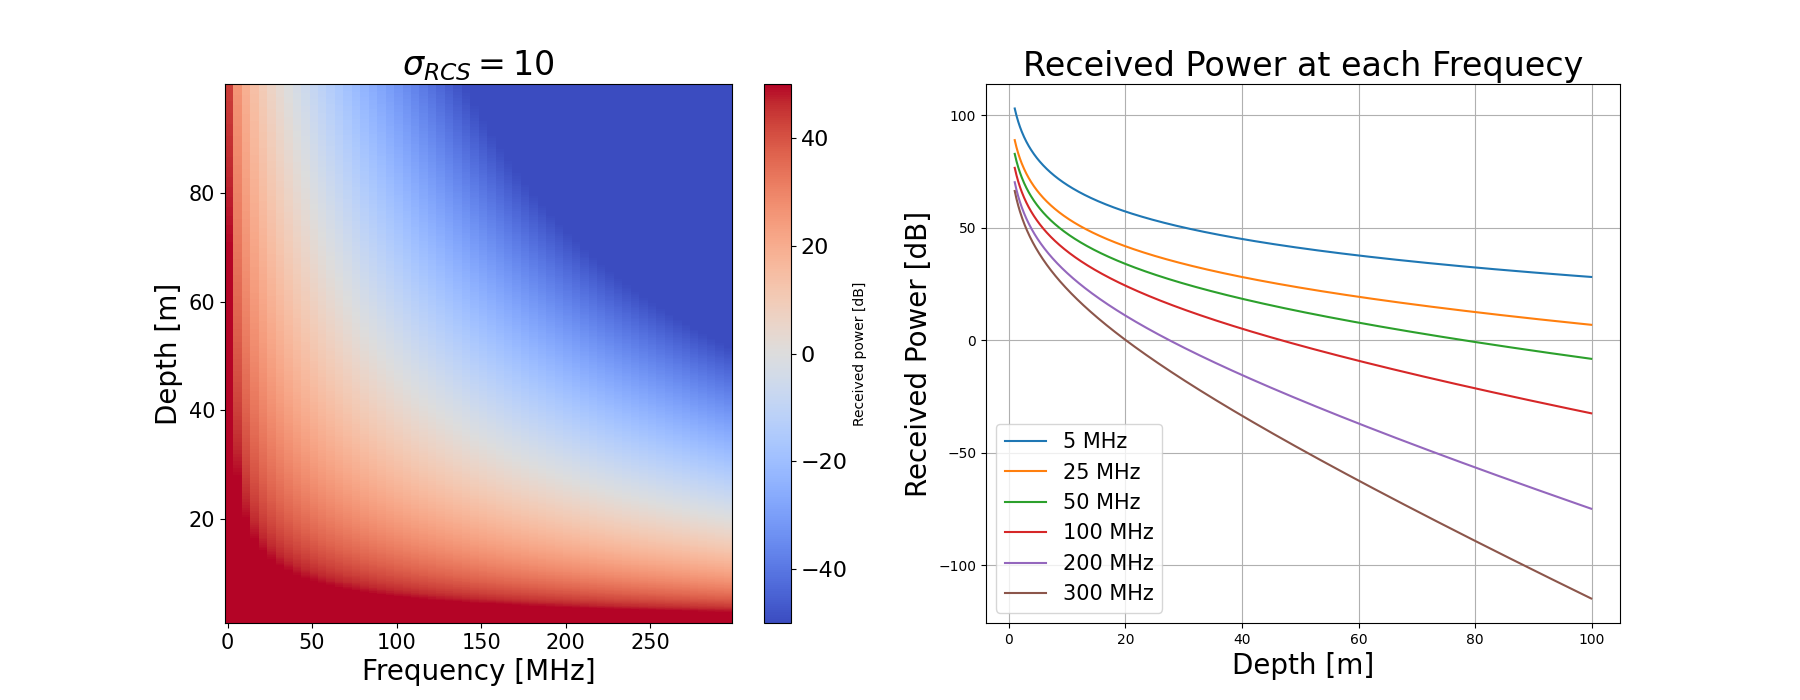 σRCS = 10
80
60
40
20
Depth [m]
0 50 100 150 200 250
Frequency [MHz]
40
20
0
−20
−40
Received power [dB]
Received Power at each Frequecy
100
50
0
−50
−100
Received Power [dB]
5 MHz
25 MHz
50 MHz
100 MHz
200 MHz
300 MHz
0 20 40 60 80 100
Depth [m]